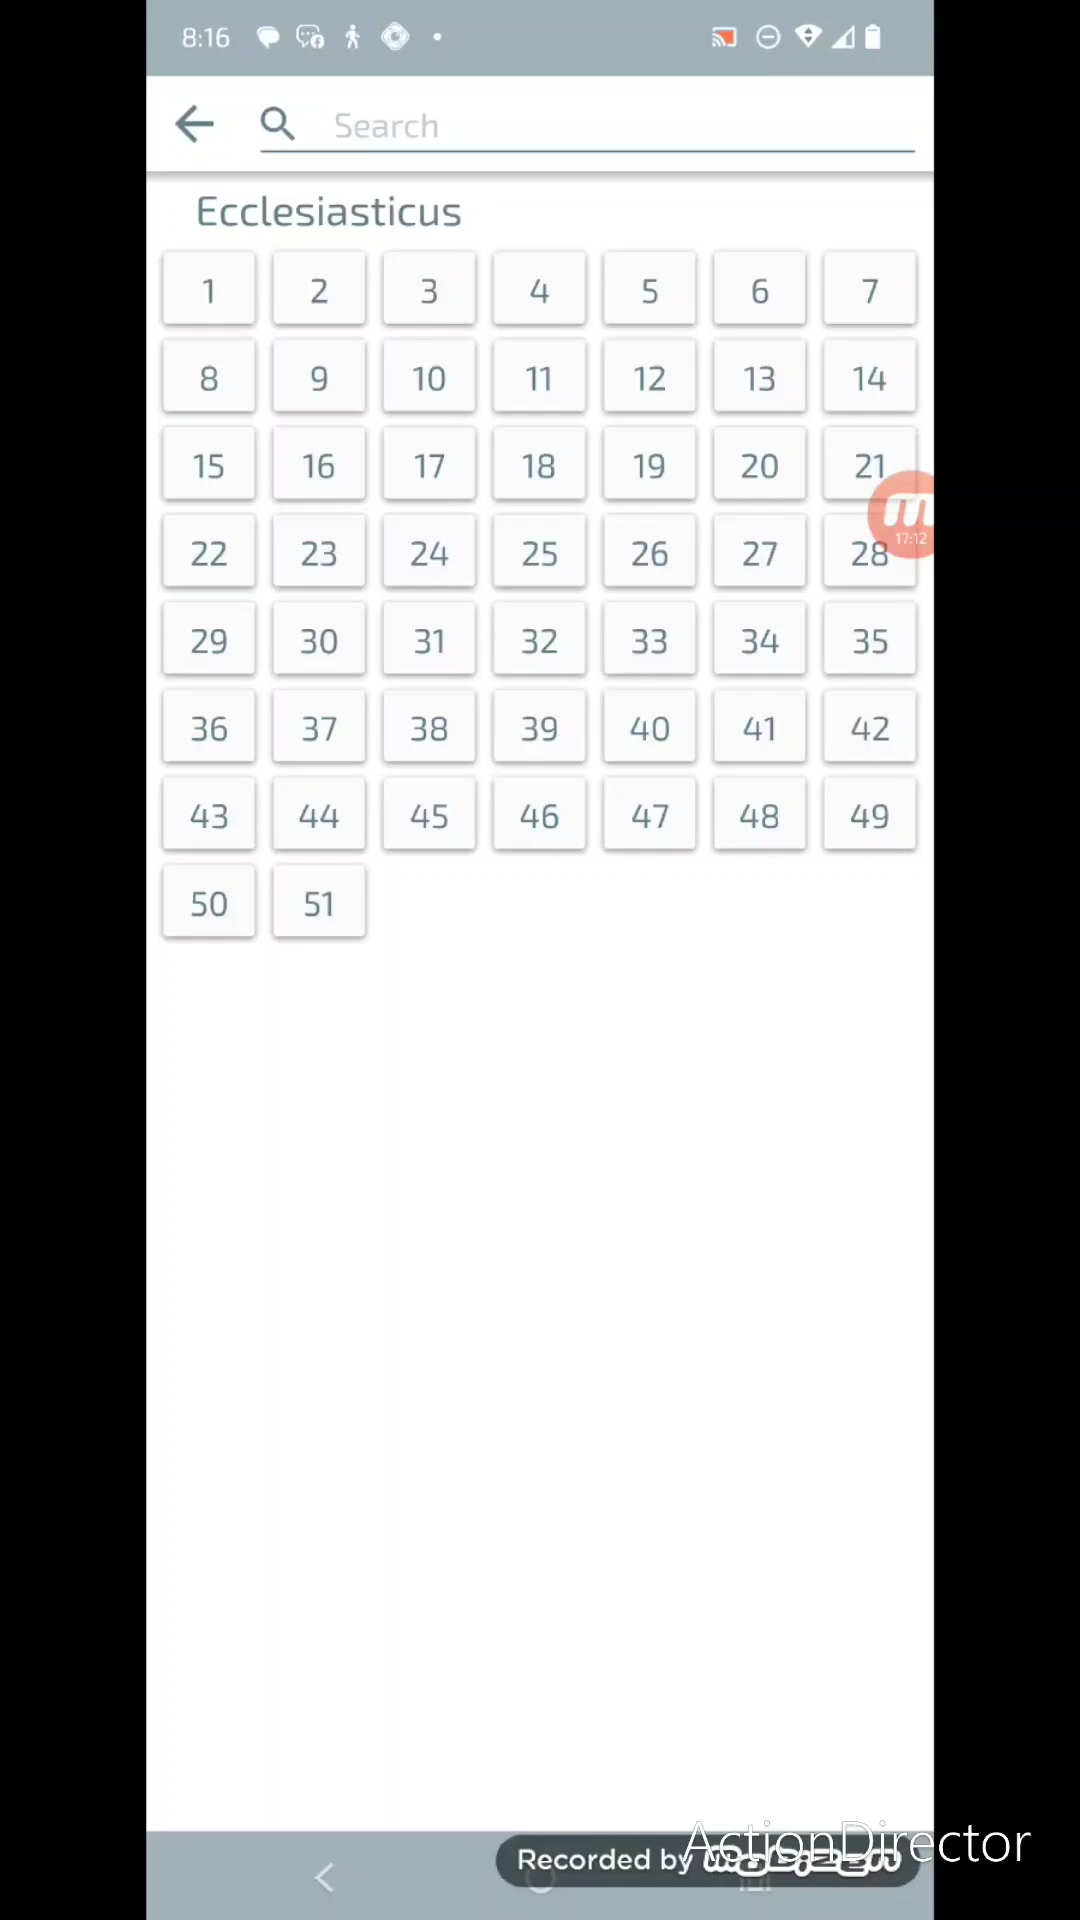 8:16
Search
Ecclesiasticus
1 2 3 4 5 6 7
8 9 10 11 12 13 14
15 16 17 18 19 20 21
17:12
22 23 24 25 26 27 28
29 30 31 32 33 34 35
36 37 38 39 40 41 42
43 44 45 46 47 48 49
50 51
ActionDirector
Recorded by mobizen